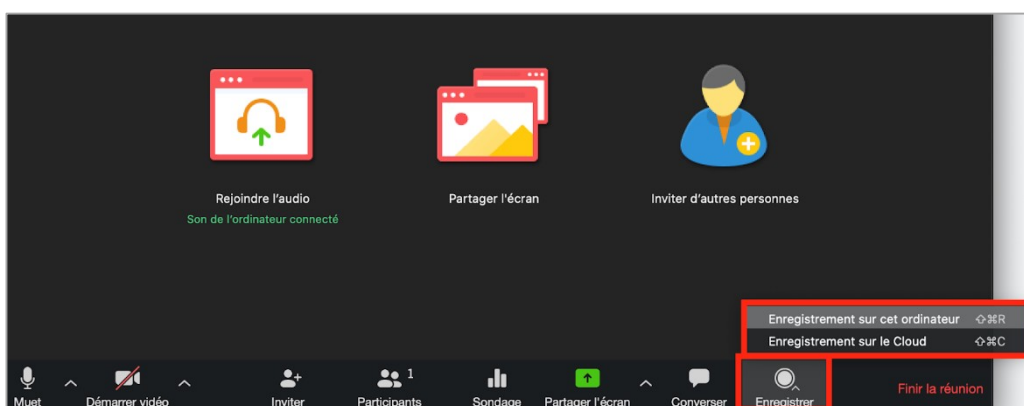 Rejoindre l'audio
Son de l'ordinateur connecté
Partager l'écran
Inviter d'autres personnes
Enregistrement sur cet ordinateur ⇧⌘R
Enregistrement sur le Cloud ⇧⌘C
1
Muet
Démarrer vidéo
Inviter
Participants
Sondage
Partager l'écran
Converser
Enregistrer
Finir la réunion